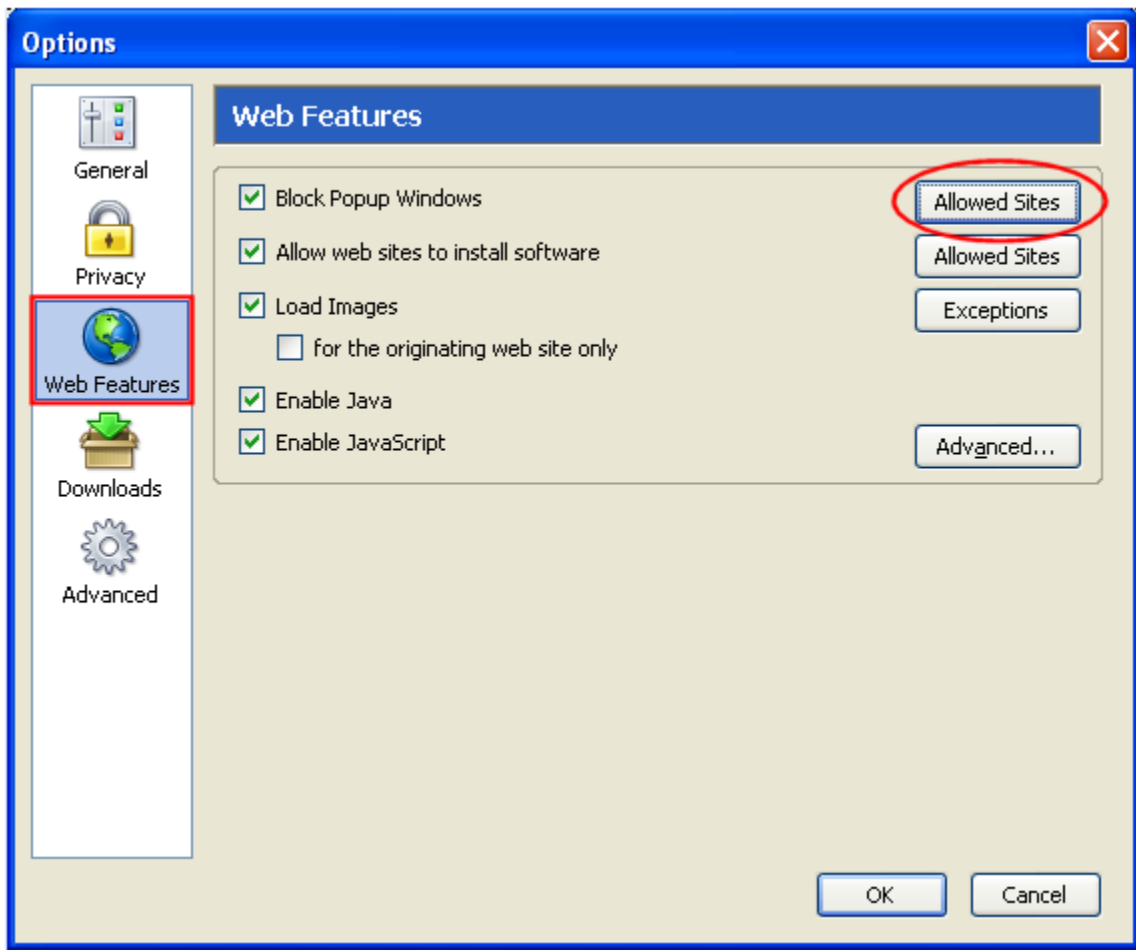 Options
General
Privacy
Web Features
Downloads
Advanced
Web Features
Block Popup Windows
Allowed Sites
Allow web sites to install software
Allowed Sites
Load Images
Exceptions
for the originating web site only
Enable Java
Enable JavaScript
Advanced...
OK
Cancel